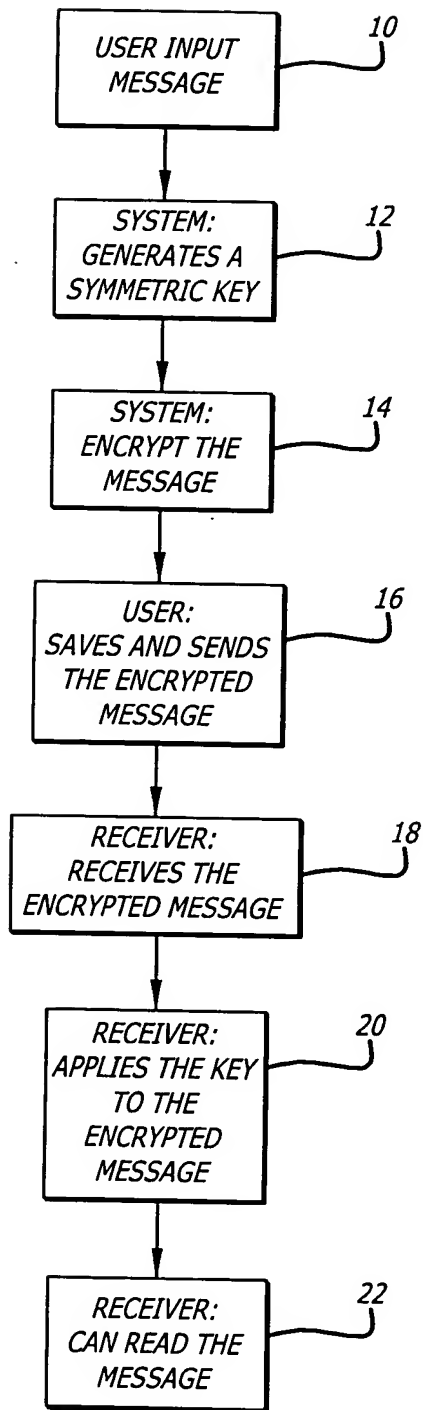 USER INPUT
MESSAGE
10
SYSTEM:
GENERATES A
SYMMETRIC KEY
12
SYSTEM:
ENCRYPT THE
MESSAGE
14
USER:
SAVES AND SENDS
THE ENCRYPTED
MESSAGE
16
RECEIVER:
RECEIVES THE
ENCRYPTED MESSAGE
18
RECEIVER:
APPLIES THE KEY
TO THE
ENCRYPTED
MESSAGE
20
RECEIVER:
CAN READ THE
MESSAGE
22